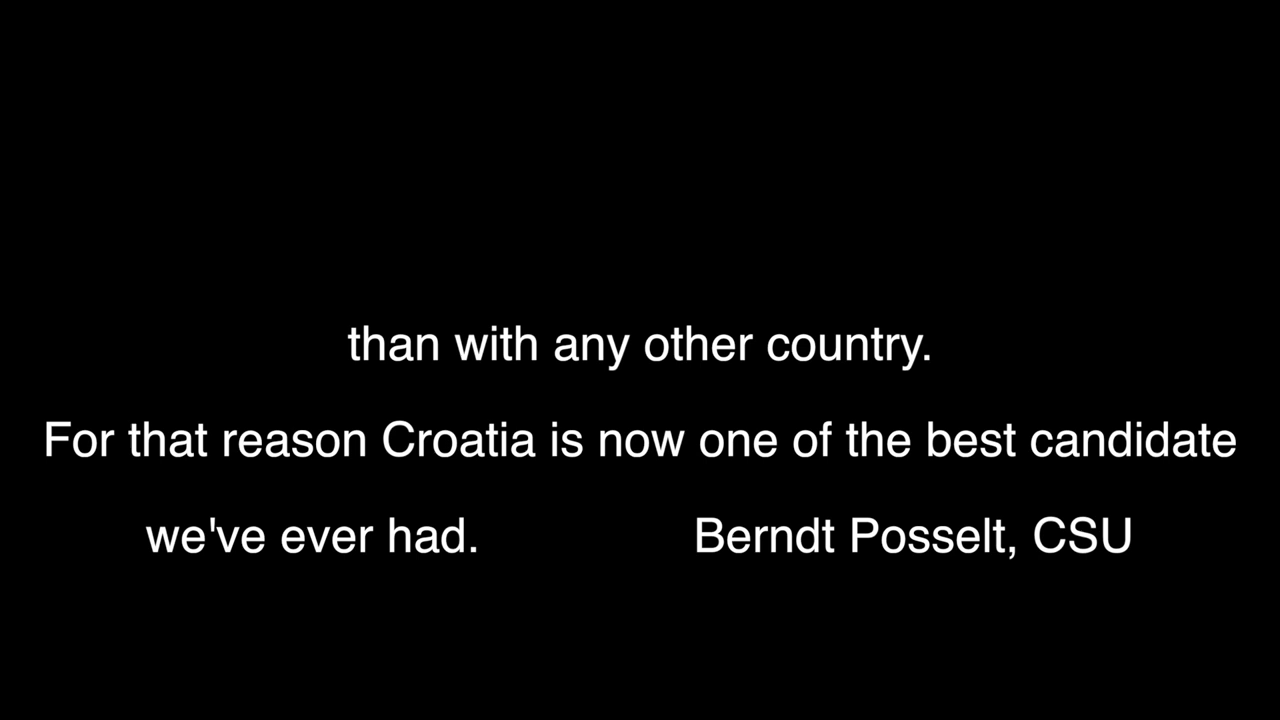 than with any other country.
For that reason Croatia is now one of the best candidate
we've ever had. Berndt Posselt, CSU